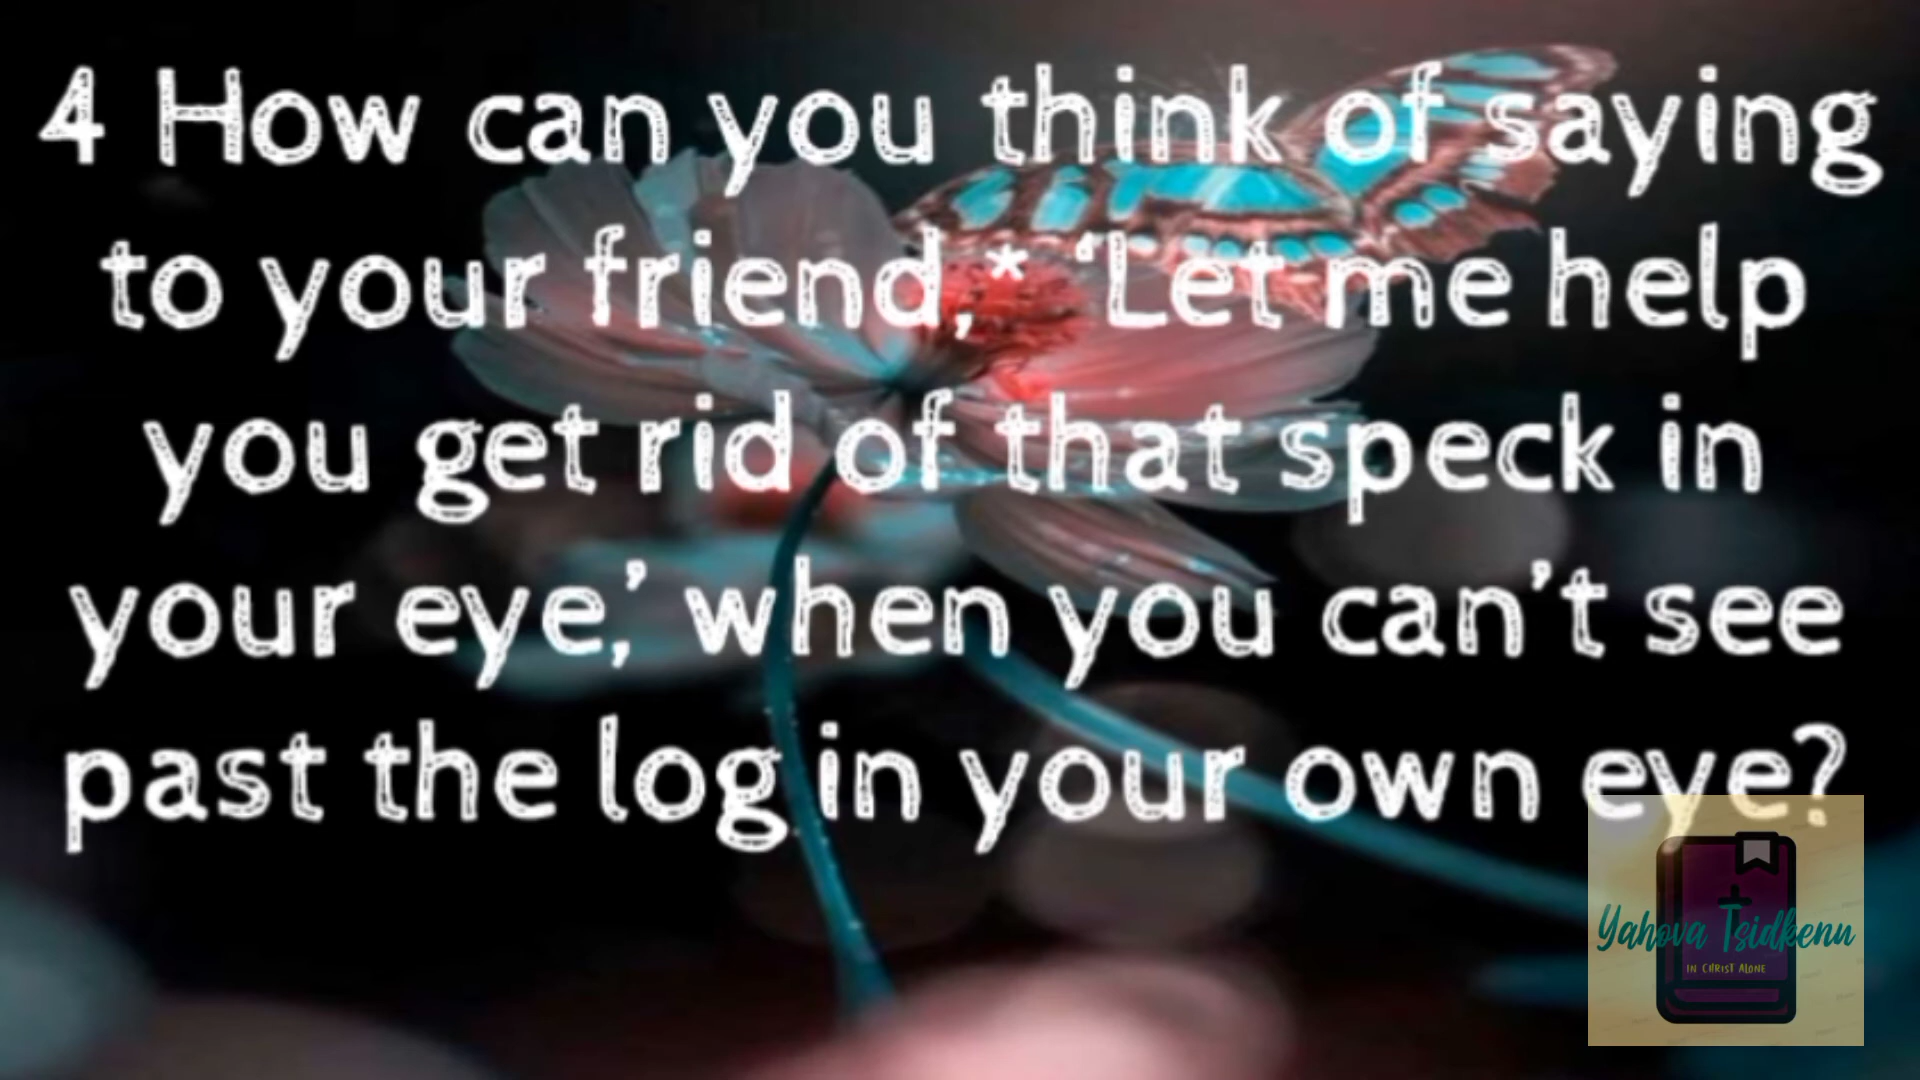 4 How can you think of saying
to your friend,* ‘Let me help
you get rid of that speck in
your eye,’ when you can’t see
past the log in your own eye?
Yahova Tsidkenu
IN CHRIST ALONE